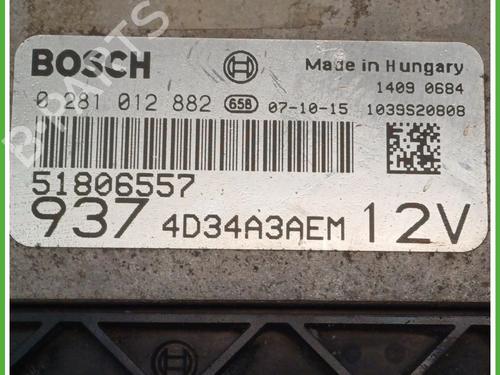 BOSCH
Made in Hungary
1409 0684
0 281 012 882 658 07-10-15 1039S20808
51806557
937 4D34A3AEM 12V
B-PARTS